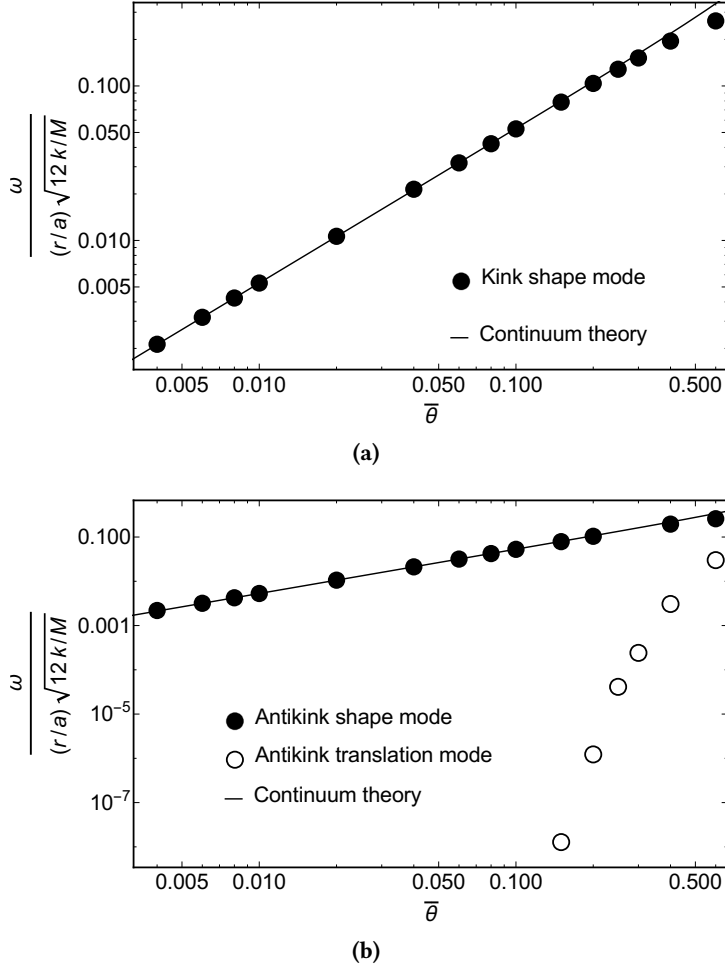 0.100
0.050
0.010
0.005
ω
(r/a) √12 k/M
Kink shape mode
Continuum theory
0.005 0.010 0.050 0.100 0.500
θ̅
(a)
0.100
0.001
10⁻⁵
10⁻⁷
ω
(r/a) √12 k/M
Antikink shape mode
Antikink translation mode
Continuum theory
0.005 0.010 0.050 0.100 0.500
θ̅
(b)